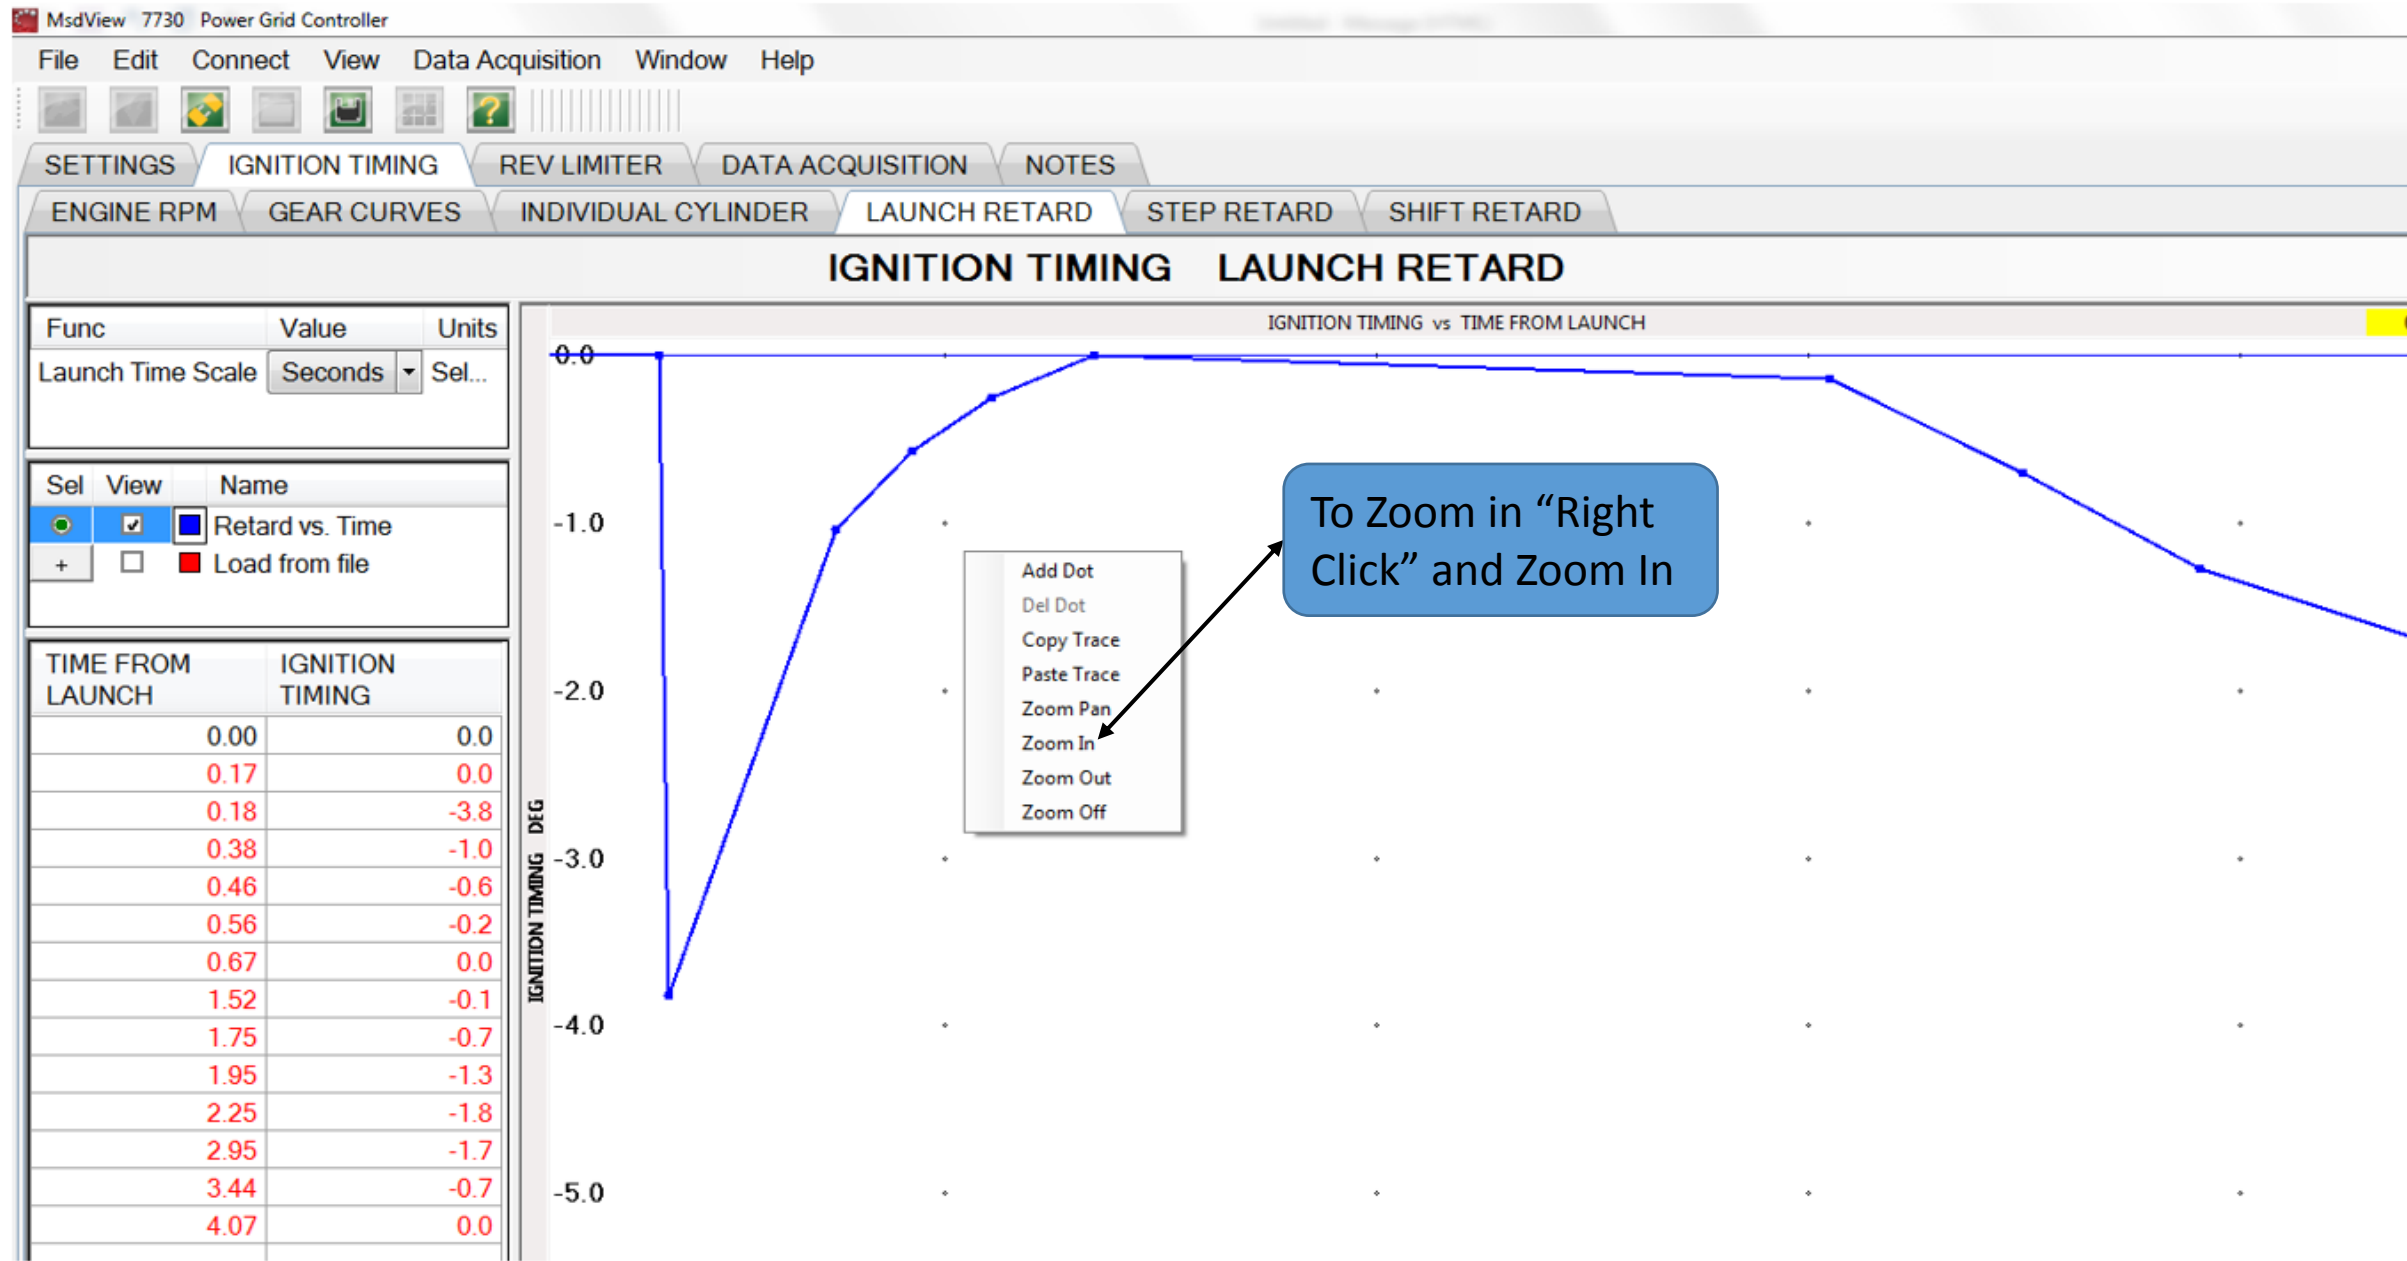 MsdView 7730 Power Grid Controller
File Edit Connect View Data Acquisition Window Help
SETTINGS IGNITION TIMING REV LIMITER DATA ACQUISITION NOTES
ENGINE RPM GEAR CURVES INDIVIDUAL CYLINDER LAUNCH RETARD STEP RETARD SHIFT RETARD
IGNITION TIMING LAUNCH RETARD
Func Value Units
Launch Time Scale Seconds Sel...
Sel View Name
Retard vs. Time
+ Load from file
TIME FROM LAUNCH IGNITION TIMING
0.00 0.0
0.17 0.0
0.18 -3.8
0.38 -1.0
0.46 -0.6
0.56 -0.2
0.67 0.0
1.52 -0.1
1.75 -0.7
1.95 -1.3
2.25 -1.8
2.95 -1.7
3.44 -0.7
4.07 0.0
IGNITION TIMING vs TIME FROM LAUNCH
0.0
-1.0
-2.0
-3.0
-4.0
-5.0
IGNITION TIMING DEG
Add Dot
Del Dot
Copy Trace
Paste Trace
Zoom Pan
Zoom In
Zoom Out
Zoom Off
To Zoom in “Right
Click” and Zoom In